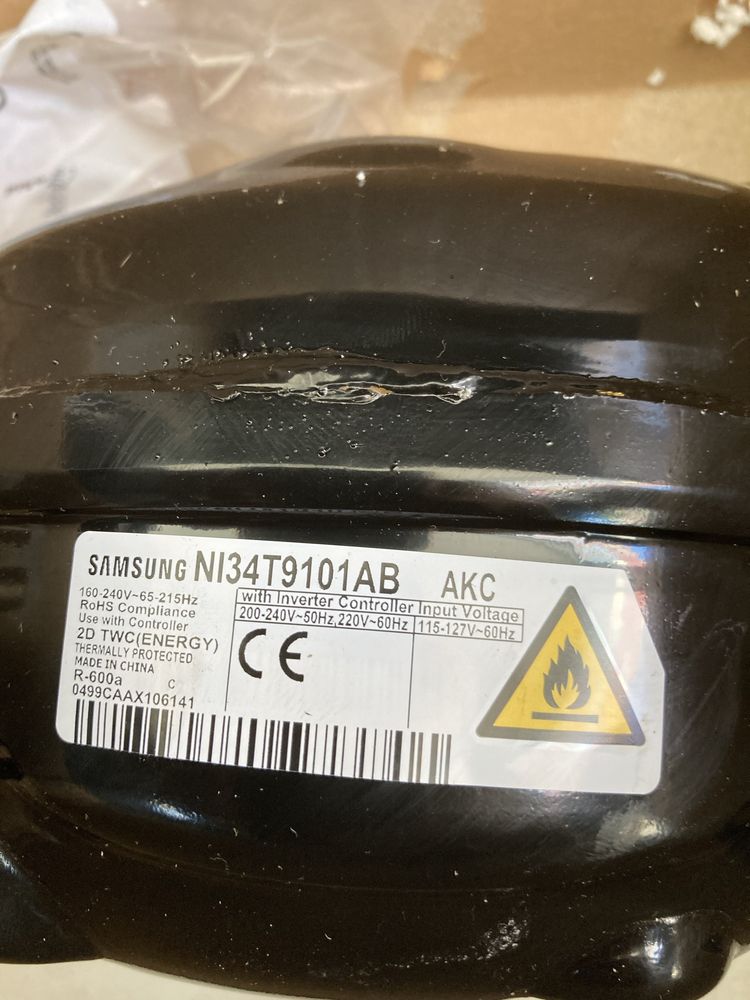 SAMSUNG NI34T9101AB AKC
160-240V~65-215Hz
RoHS Compliance
Use with Controller
2D TWC(ENERGY)
THERMALLY PROTECTED
MADE IN CHINA
R-600a C
0499CAAX106141
with Inverter Controller Input Voltage
200-240V~50Hz,220V~60Hz 115-127V~60Hz
CE